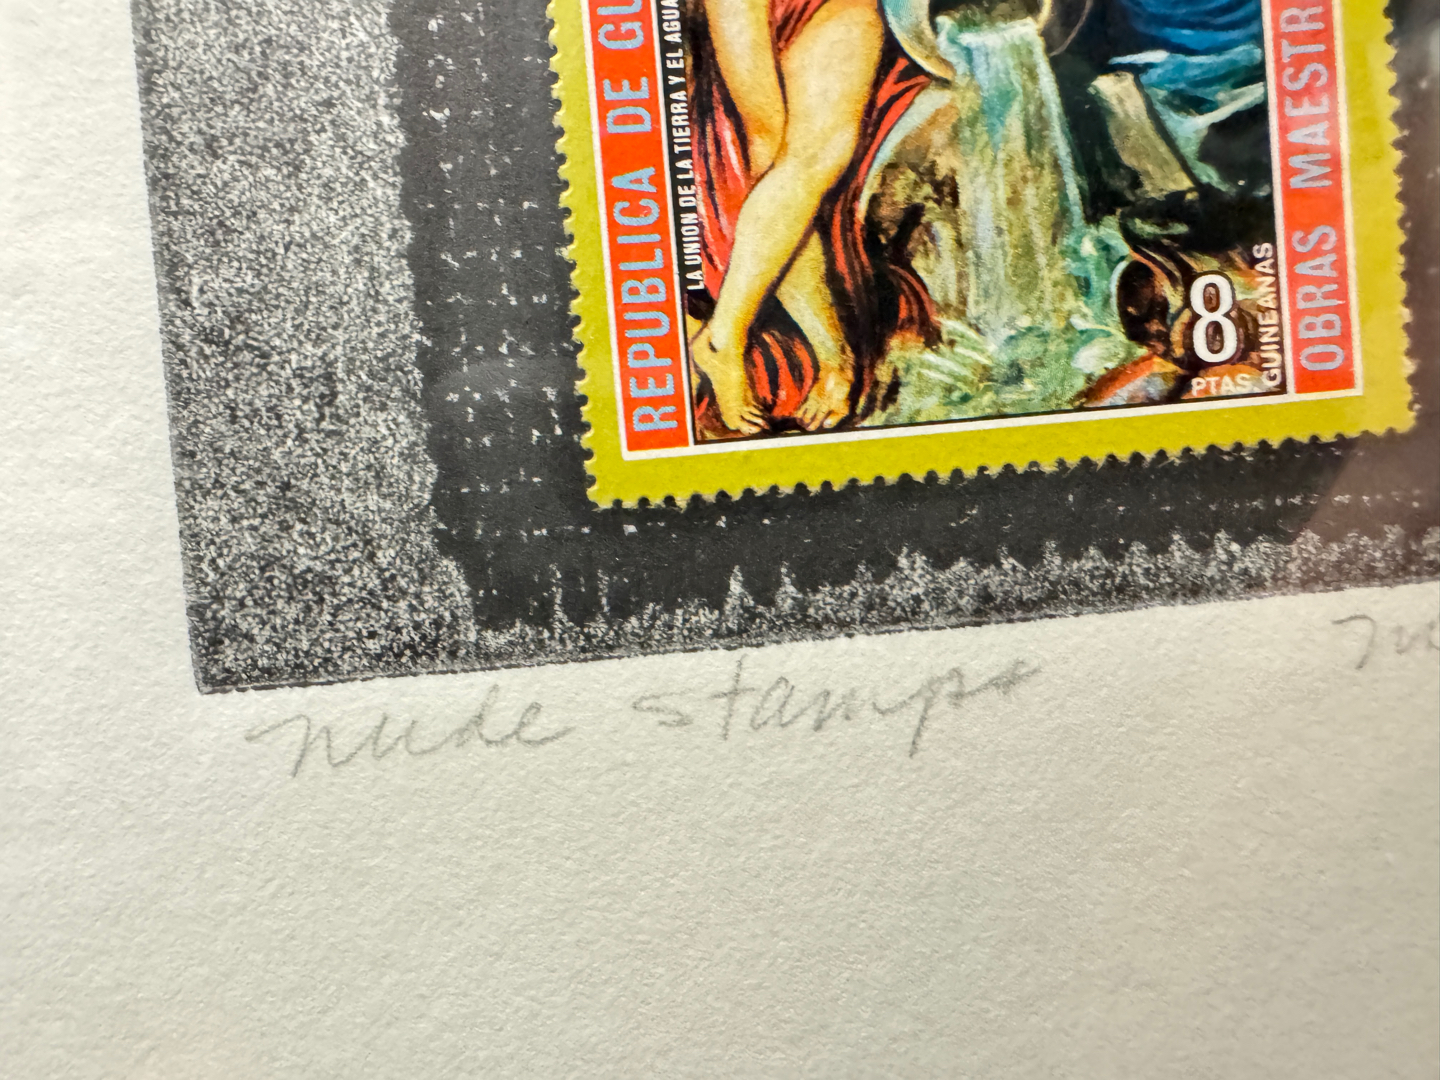 REPUBLICA DE GU
LA UNION DE LA TIERRA Y EL AGUA
8
PTAS
GUINEANAS
OBRAS MAESTR
nude stamps